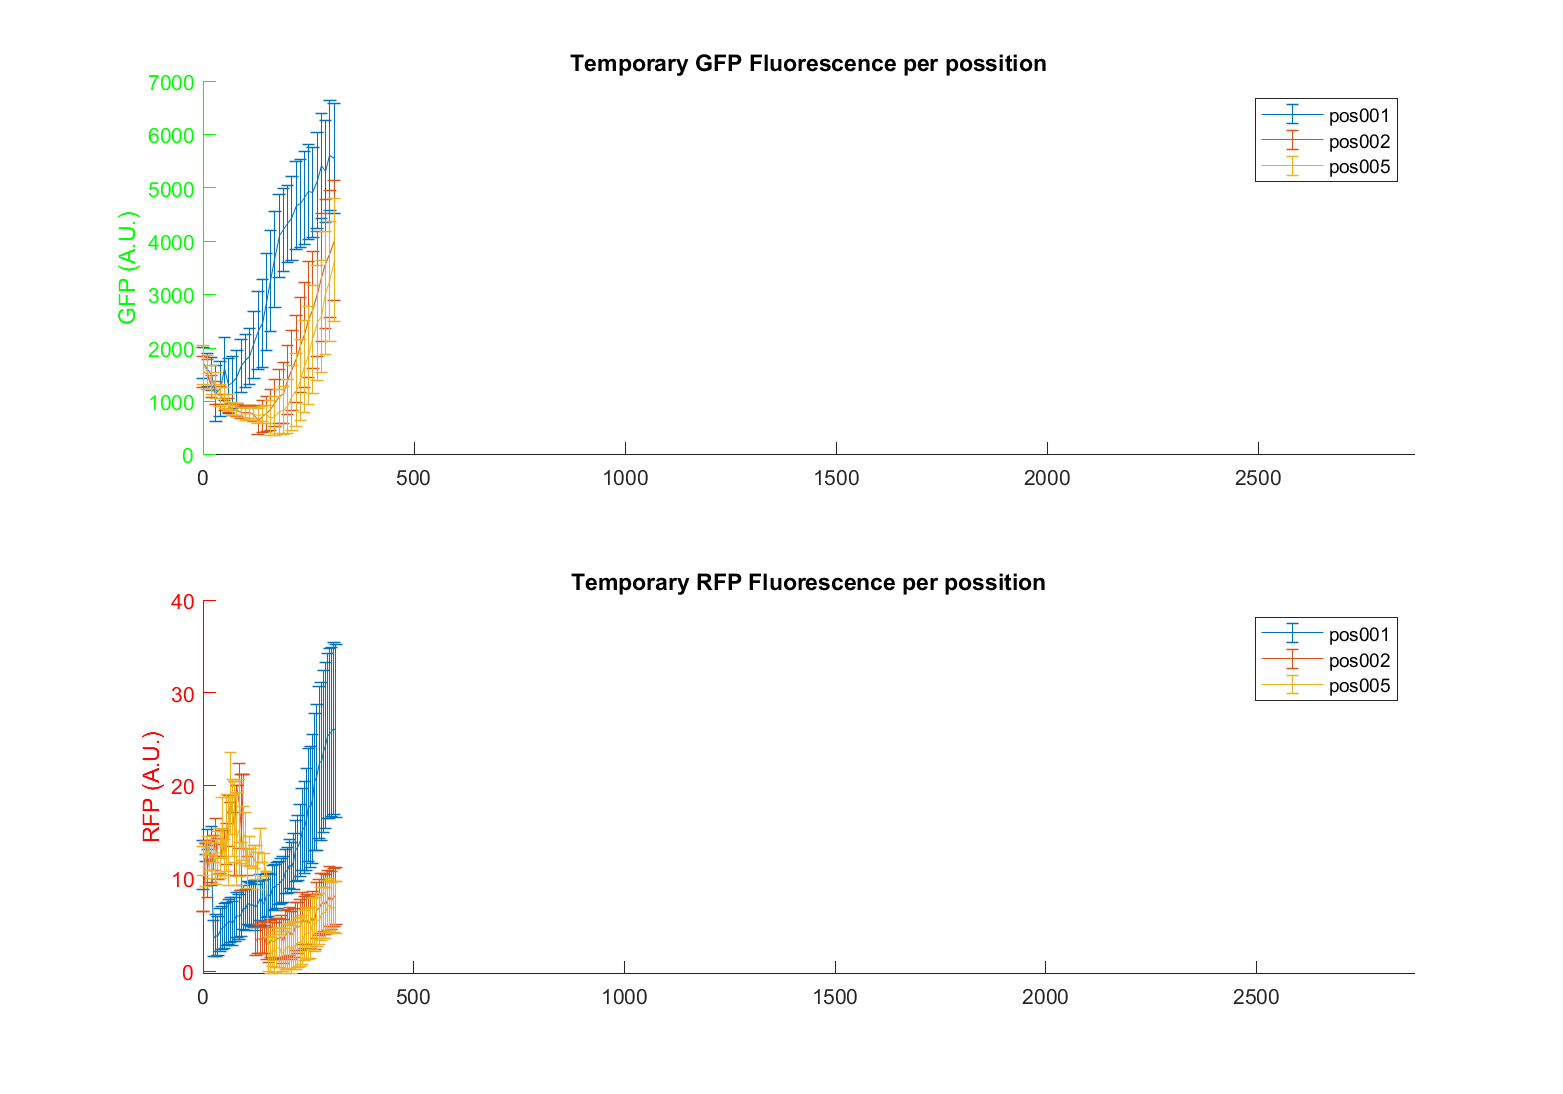 Temporary GFP Fluorescence per possition
7000
6000
5000
4000
3000
2000
1000
0
GFP (A.U.)
pos001
pos002
pos005
0 500 1000 1500 2000 2500
Temporary RFP Fluorescence per possition
40
30
20
10
0
RFP (A.U.)
pos001
pos002
pos005
0 500 1000 1500 2000 2500